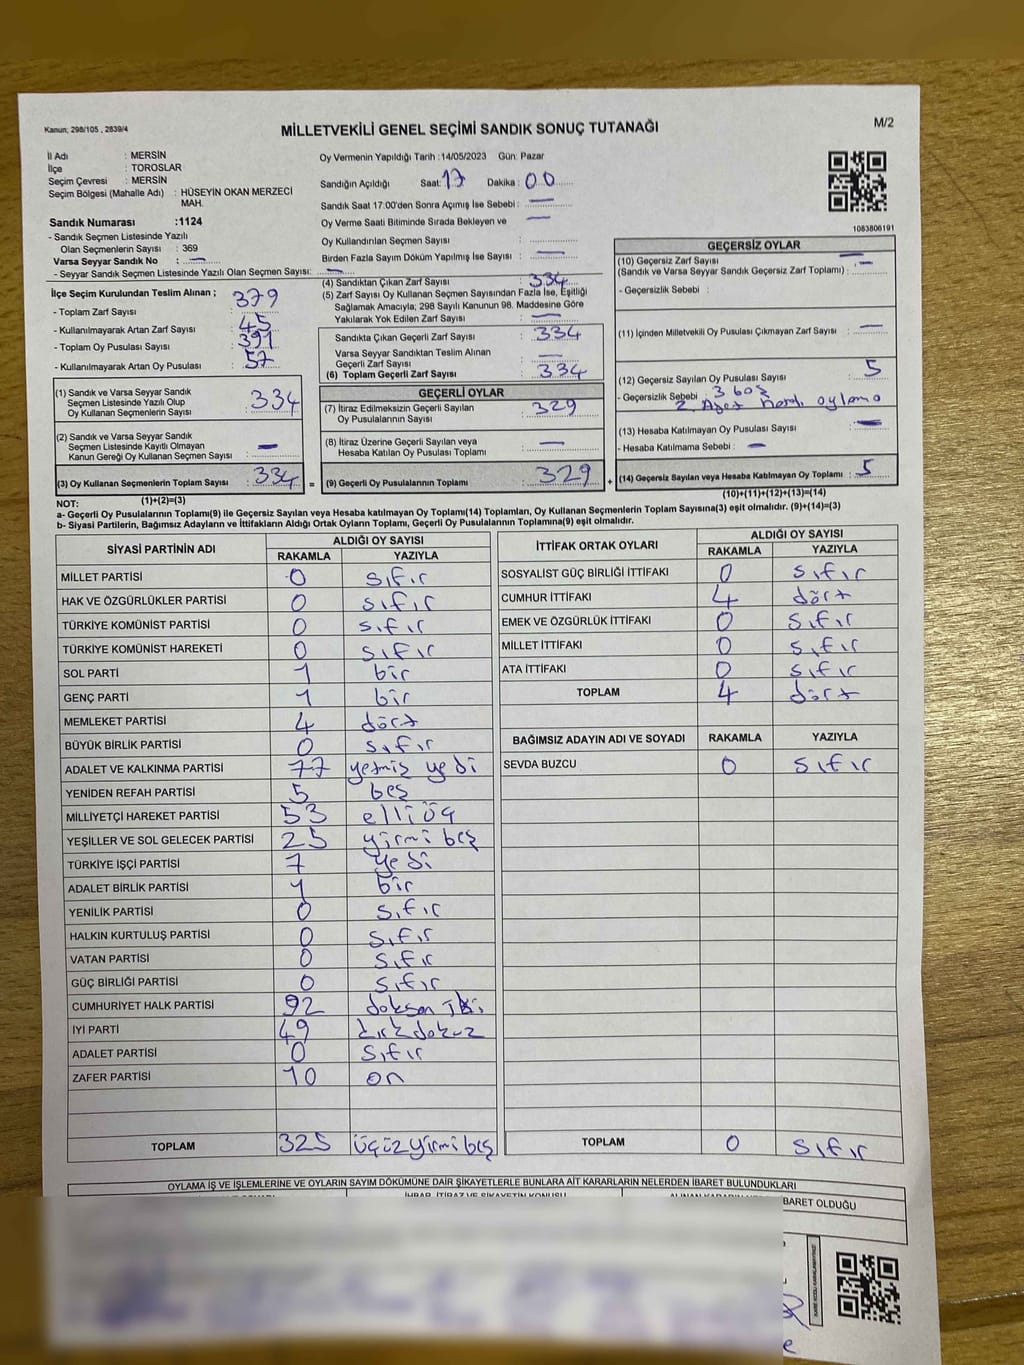 Kanun; 298/105 , 2839/4
MİLLETVEKİLİ GENEL SEÇİMİ SANDIK SONUÇ TUTANAĞI
M/2
İl Adı : MERSİN
İlçe : TOROSLAR
Seçim Çevresi : MERSİN
Seçim Bölgesi (Mahalle Adı) : HÜSEYİN OKAN MERZECİ MAH.
Sandık Numarası :1124
- Sandık Seçmen Listesinde Yazılı
Olan Seçmenlerin Sayısı : 369
Varsa Seyyar Sandık No : —
- Seyyar Sandık Seçmen Listesinde Yazılı Olan Seçmen Sayısı: —
Oy Vermenin Yapıldığı Tarih :14/05/2023 Gün: Pazar
Sandığın Açıldığı Saat: 17 Dakika : 00
Sandık Saat 17:00'den Sonra Açımış İse Sebebi : —
Oy Verme Saati Bitiminde Sırada Bekleyen ve —
Oy Kullandırılan Seçmen Sayısı :
Birden Fazla Sayım Döküm Yapılmış İse Sayısı : —
1083806191
İlçe Seçim Kurulundan Teslim Alınan ;
- Toplam Zarf Sayısı : 379
- Kullanılmayarak Artan Zarf Sayısı : 45
- Toplam Oy Pusulası Sayısı : 391
- Kullanılmayarak Artan Oy Pusulası : 57
(1) Sandık ve Varsa Seyyar Sandık
Seçmen Listesinde Yazılı Olup
Oy Kullanan Seçmenlerin Sayısı : 334
(2) Sandık ve Varsa Seyyar Sandık
Seçmen Listesinde Kayıtlı Olmayan
Kanun Gereği Oy Kullanan Seçmen Sayısı : —
(3) Oy Kullanan Seçmenlerin Toplam Sayısı : 334 =
(4) Sandıktan Çıkan Zarf Sayısı : 334
(5) Zarf Sayısı Oy Kullanan Seçmen Sayısından Fazla İse, Eşitliği
Sağlamak Amacıyla; 298 Sayılı Kanunun 98. Maddesine Göre
Yakılarak Yok Edilen Zarf Sayısı : —
Sandıkta Çıkan Geçerli Zarf Sayısı : 334
Varsa Seyyar Sandıktan Teslim Alınan
Geçerli Zarf Sayısı : —
(6) Toplam Geçerli Zarf Sayısı : 334
GEÇERLİ OYLAR
(7) İtiraz Edilmeksizin Geçerli Sayılan
Oy Pusulalarının Sayısı : 329
(8) İtiraz Üzerine Geçerli Sayılan veya
Hesaba Katılan Oy Pusulası Toplamı : —
(9) Geçerli Oy Pusulalarının Toplamı : 329 +
GEÇERSİZ OYLAR
(10) Geçersiz Zarf Sayısı —
(Sandık ve Varsa Seyyar Sandık Geçersiz Zarf Toplamı) : —
- Geçersizlik Sebebi :
(11) İçinden Milletvekili Oy Pusulası Çıkmayan Zarf Sayısı : —
(12) Geçersiz Sayılan Oy Pusulası Sayısı : 5
- Geçersizlik Sebebi : 3 boş
2
(13) Hesaba Katılmayan Oy Pusulası Sayısı : —
- Hesaba Katılmama Sebebi : —
(14) Geçersiz Sayılan veya Hesaba Katılmayan Oy Toplamı : 5
NOT: (1)+(2)=(3)
(10)+(11)+(12)+(13)=(14)
a- Geçerli Oy Pusulalarının Toplamı(9) ile Geçersiz Sayılan veya Hesaba katılmayan Oy Toplamı(14) Toplamları, Oy Kullanan Seçmenlerin Toplam Sayısına(3) eşit olmalıdır. (9)+(14)=(3)
b- Siyasi Partilerin, Bağımsız Adayların ve İttifakların Aldığı Ortak Oyların Toplamı, Geçerli Oy Pusulalarının Toplamına(9) eşit olmalıdır.
SİYASİ PARTİNİN ADI ALDIĞI OY SAYISI
RAKAMLA YAZIYLA
MİLLET PARTİSİ 0 sıfır
HAK VE ÖZGÜRLÜKLER PARTİSİ 0 sıfır
TÜRKİYE KOMÜNİST PARTİSİ 0 sıfır
TÜRKİYE KOMÜNİST HAREKETİ 0 sıfır
SOL PARTİ 1 bir
GENÇ PARTİ 1 bir
MEMLEKET PARTİSİ 4 dört
BÜYÜK BİRLİK PARTİSİ 0 sıfır
ADALET VE KALKINMA PARTİSİ 77 yetmiş yedi
YENİDEN REFAH PARTİSİ 5 beş
MİLLİYETÇİ HAREKET PARTİSİ 53 elli üç
YEŞİLLER VE SOL GELECEK PARTİSİ 25 yirmi beş
TÜRKİYE İŞÇİ PARTİSİ 7 yedi
ADALET BİRLİK PARTİSİ 1 bir
YENİLİK PARTİSİ 0 sıfır
HALKIN KURTULUŞ PARTİSİ 0 sıfır
VATAN PARTİSİ 0 sıfır
GÜÇ BİRLİĞİ PARTİSİ 0 sıfır
CUMHURİYET HALK PARTİSİ 92 doksan iki
İYİ PARTİ 49 kırk dokuz
ADALET PARTİSİ 0 sıfır
ZAFER PARTİSİ 10 on
TOPLAM 325 üçüzyirmi beş
İTTİFAK ORTAK OYLARI ALDIĞI OY SAYISI
RAKAMLA YAZIYLA
SOSYALİST GÜÇ BİRLİĞİ İTTİFAKI 0 sıfır
CUMHUR İTTİFAKI 4 dört
EMEK VE ÖZGÜRLÜK İTTİFAKI 0 sıfır
MİLLET İTTİFAKI 0 sıfır
ATA İTTİFAKI 0 sıfır
TOPLAM 4 dört
BAĞIMSIZ ADAYIN ADI VE SOYADI RAKAMLA YAZIYLA
SEVDA BUZCU 0 sıfır
TOPLAM 0 sıfır
OYLAMA İŞ VE İŞLEMLERİNE VE OYLARIN SAYIM DÖKÜMÜNE DAİR ŞİKAYETLERLE BUNLARA AİT KARARLARIN NELERDEN İBARET BULUNDUKLARI
İHBAR, İTİRAZ VE ŞİKAYETİN KONUSU
BARET OLDUĞU